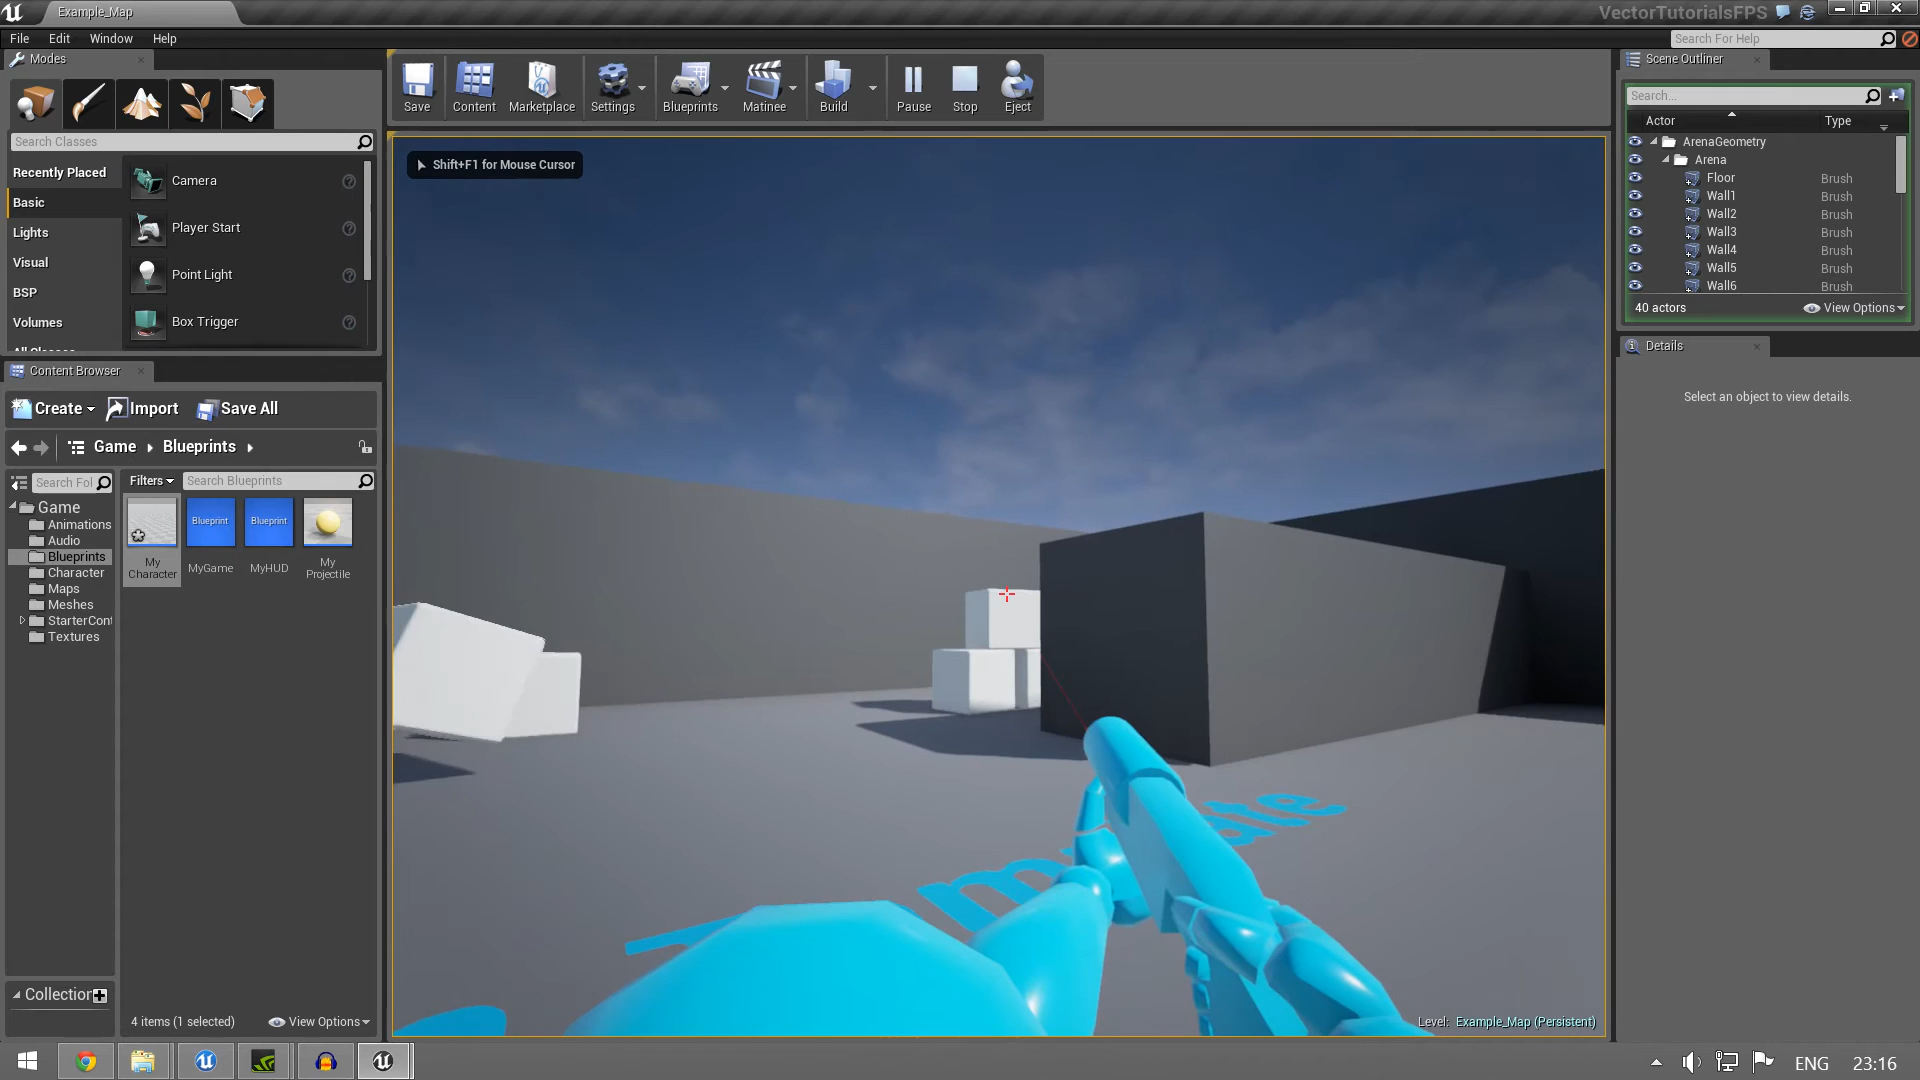 Example_Map
VectorTutorialsFPS
File Edit Window Help
Search For Help
Modes
Search Classes
Recently Placed
Basic
Lights
Visual
BSP
Volumes
All Classes
Camera
Player Start
Point Light
Box Trigger
Save Content Marketplace Settings Blueprints Matinee Build Pause Stop Eject
Shift+F1 for Mouse Cursor
Scene Outliner
Search...
Actor Type
ArenaGeometry
Arena
Floor Brush
Wall1 Brush
Wall2 Brush
Wall3 Brush
Wall4 Brush
Wall5 Brush
Wall6 Brush
40 actors View Options
Details
Select an object to view details.
Content Browser
Create Import Save All
Game Blueprints
Search Fol
Filters Search Blueprints
Game
Animations
Audio
Blueprints
Character
Maps
Meshes
StarterCont
Textures
Blueprint
Blueprint
My Character
MyGame
MyHUD
My Projectile
Collection
4 items (1 selected) View Options
Level: Example_Map (Persistent)
ENG 23:16